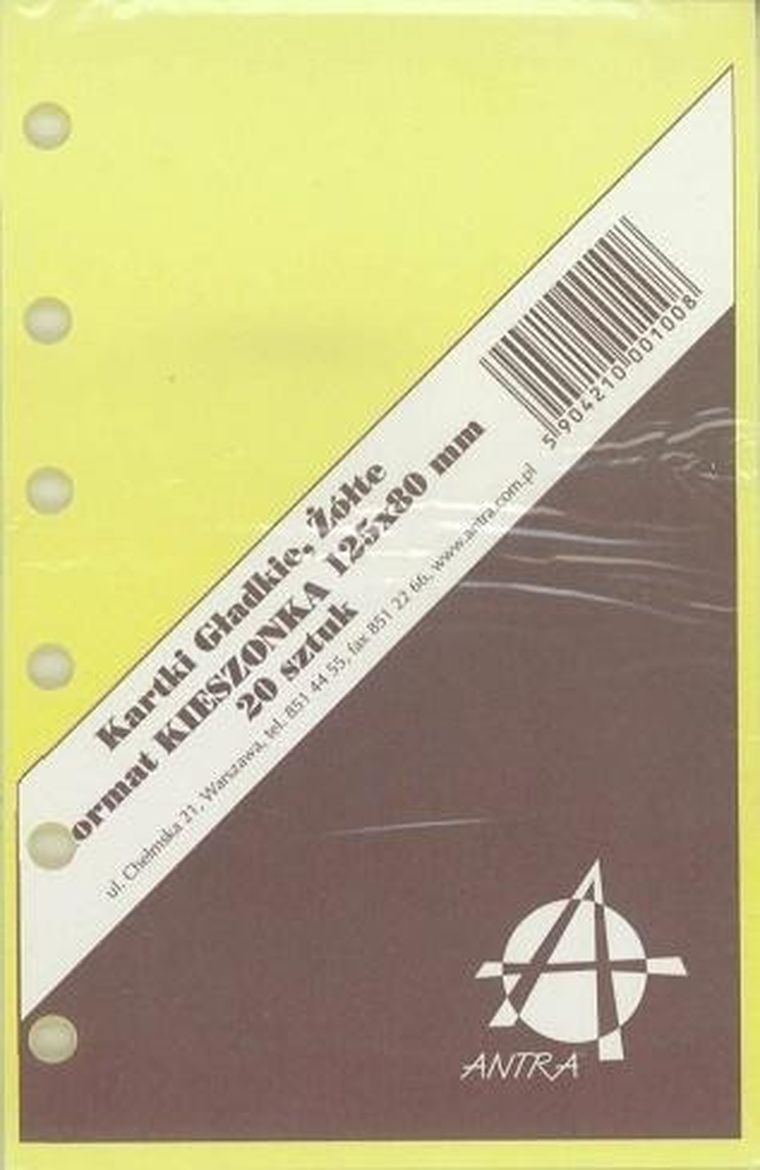 5 904210 001008
Kartki Gładkie, Żółte
ormat KIESZONKA 125x80 mm
20 sztuk
ul. Chełmska 21, Warszawa, tel. 851 44 55, fax 851 22 66, www.antra.com.pl
ANTRA